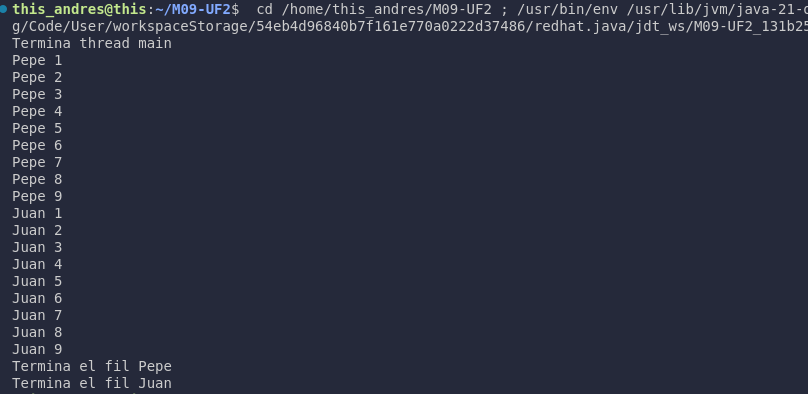 this_andres@this:~/M09-UF2$ cd /home/this_andres/M09-UF2 ; /usr/bin/env /usr/lib/jvm/java-21-
g/Code/User/workspaceStorage/54eb4d96840b7f161e770a0222d37486/redhat.java/jdt_ws/M09-UF2_131b25
Termina thread main
Pepe 1
Pepe 2
Pepe 3
Pepe 4
Pepe 5
Pepe 6
Pepe 7
Pepe 8
Pepe 9
Juan 1
Juan 2
Juan 3
Juan 4
Juan 5
Juan 6
Juan 7
Juan 8
Juan 9
Termina el fil Pepe
Termina el fil Juan